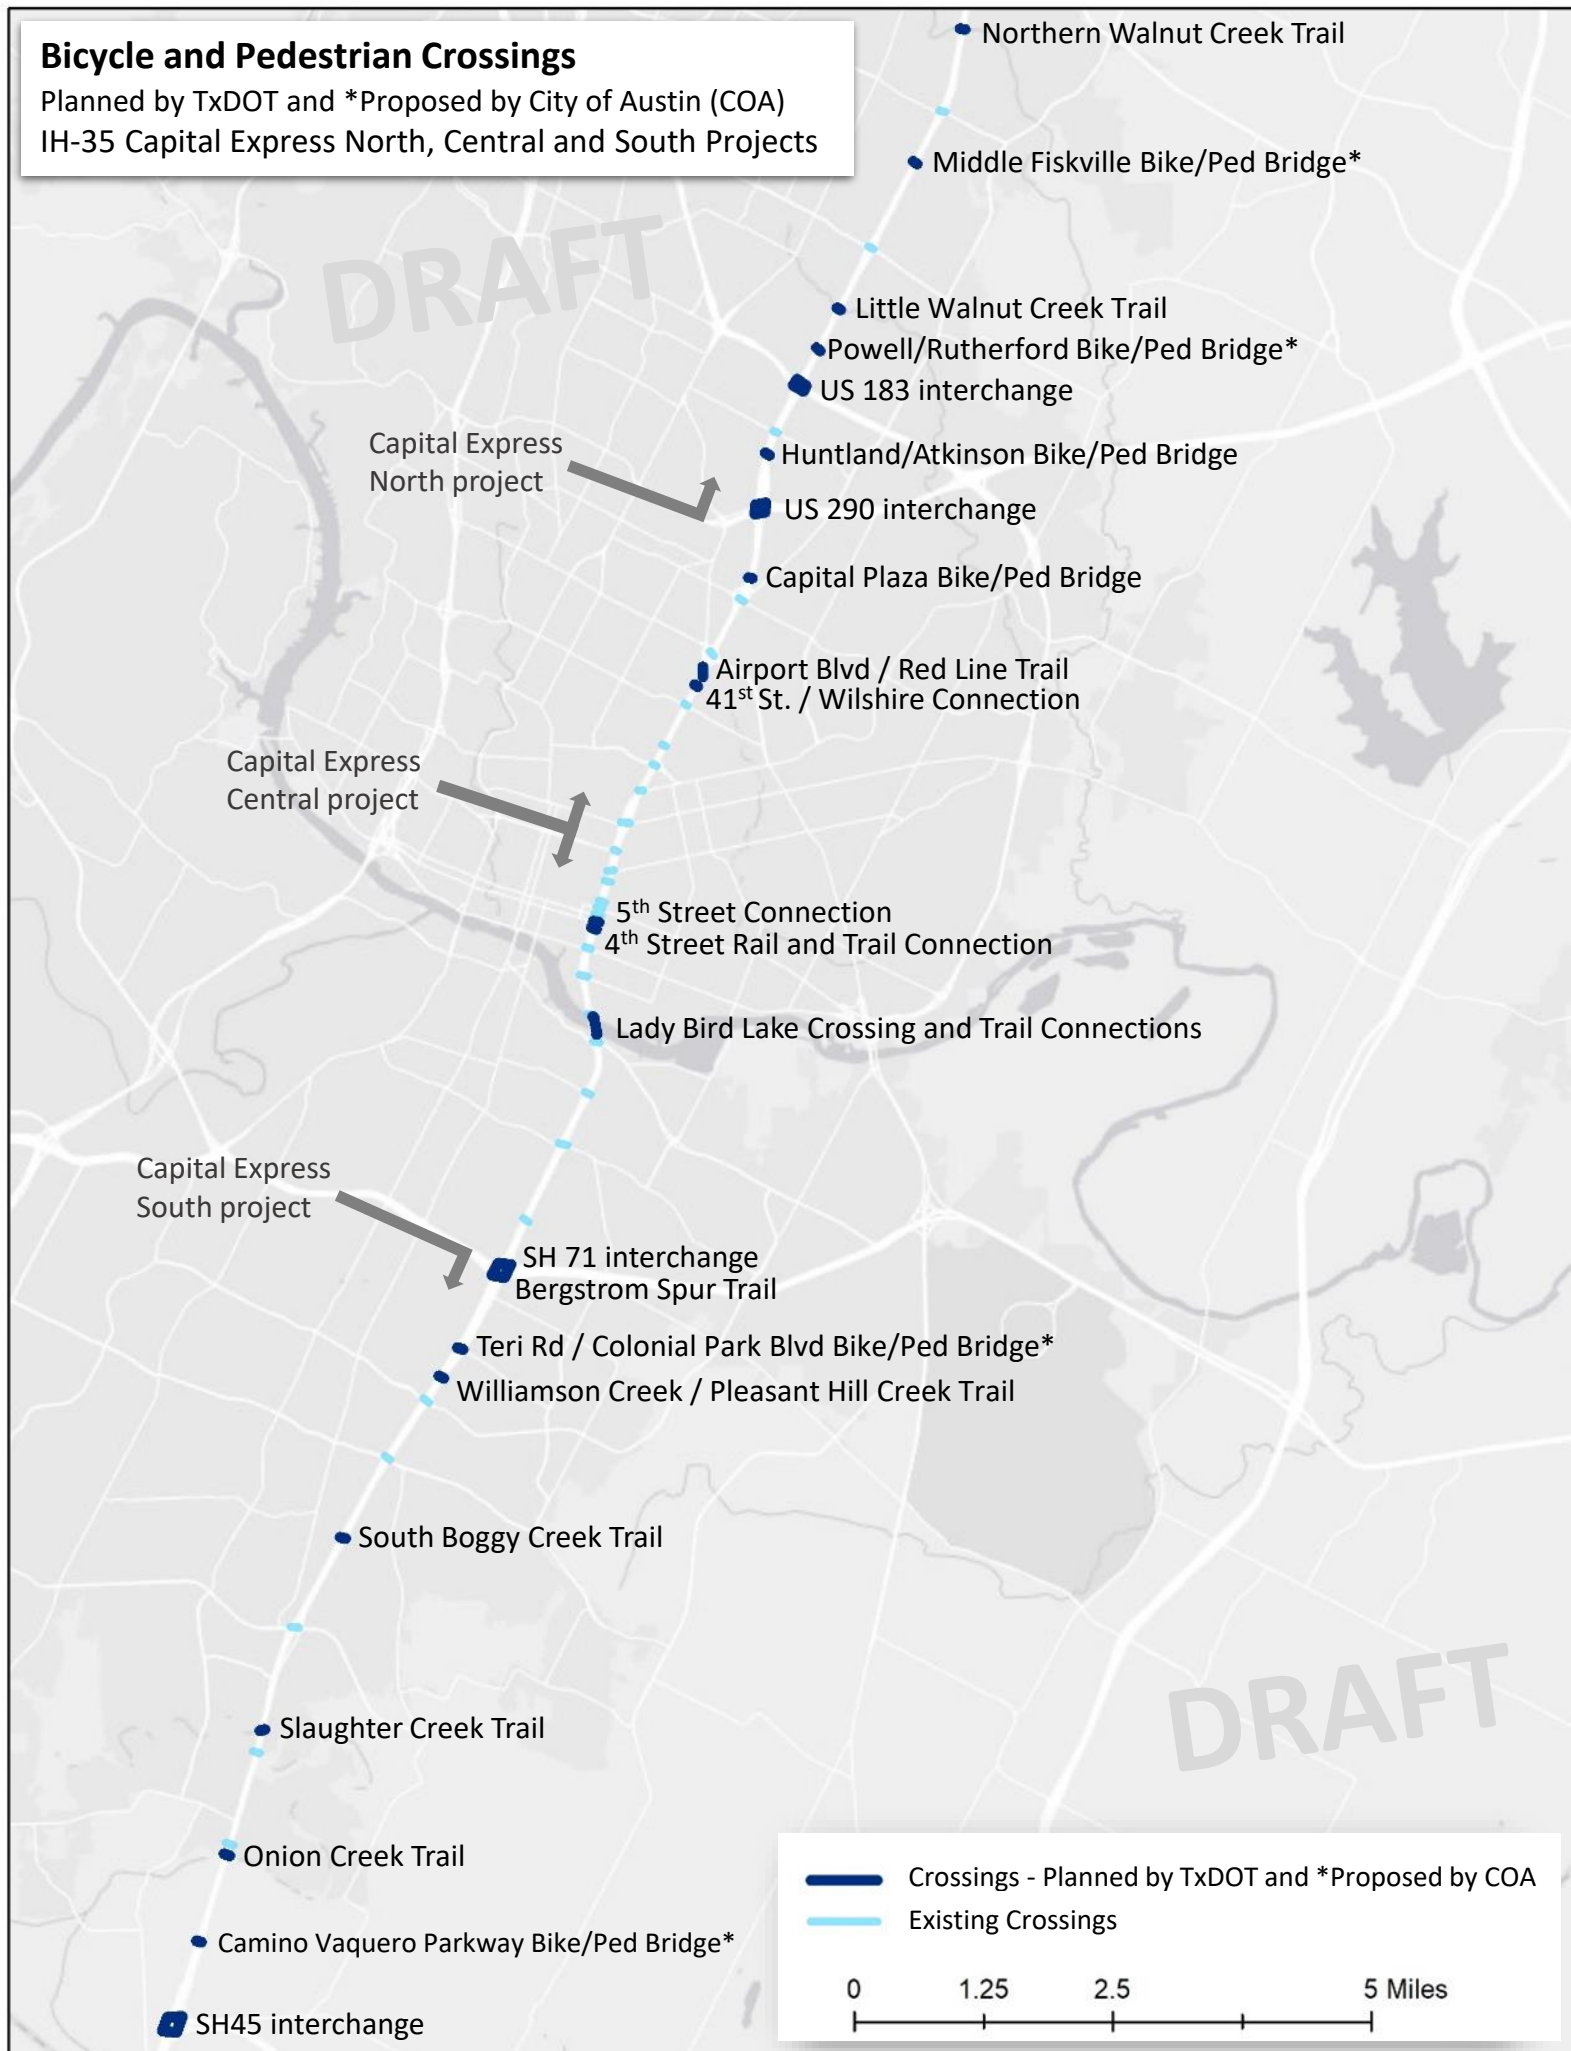 Bicycle and Pedestrian Crossings
Planned by TxDOT and *Proposed by City of Austin (COA)
IH-35 Capital Express North, Central and South Projects
Northern Walnut Creek Trail
Middle Fiskville Bike/Ped Bridge*
DRAFT
Little Walnut Creek Trail
Powell/Rutherford Bike/Ped Bridge*
US 183 interchange
Capital Express
North project
Huntland/Atkinson Bike/Ped Bridge
US 290 interchange
Capital Plaza Bike/Ped Bridge
Airport Blvd / Red Line Trail
41st St. / Wilshire Connection
Capital Express
Central project
5th Street Connection
4th Street Rail and Trail Connection
Lady Bird Lake Crossing and Trail Connections
Capital Express
South project
SH 71 interchange
Bergstrom Spur Trail
Teri Rd / Colonial Park Blvd Bike/Ped Bridge*
Williamson Creek / Pleasant Hill Creek Trail
South Boggy Creek Trail
DRAFT
Slaughter Creek Trail
Onion Creek Trail
Camino Vaquero Parkway Bike/Ped Bridge*
SH45 interchange
Crossings - Planned by TxDOT and *Proposed by COA
Existing Crossings
0 1.25 2.5 5 Miles